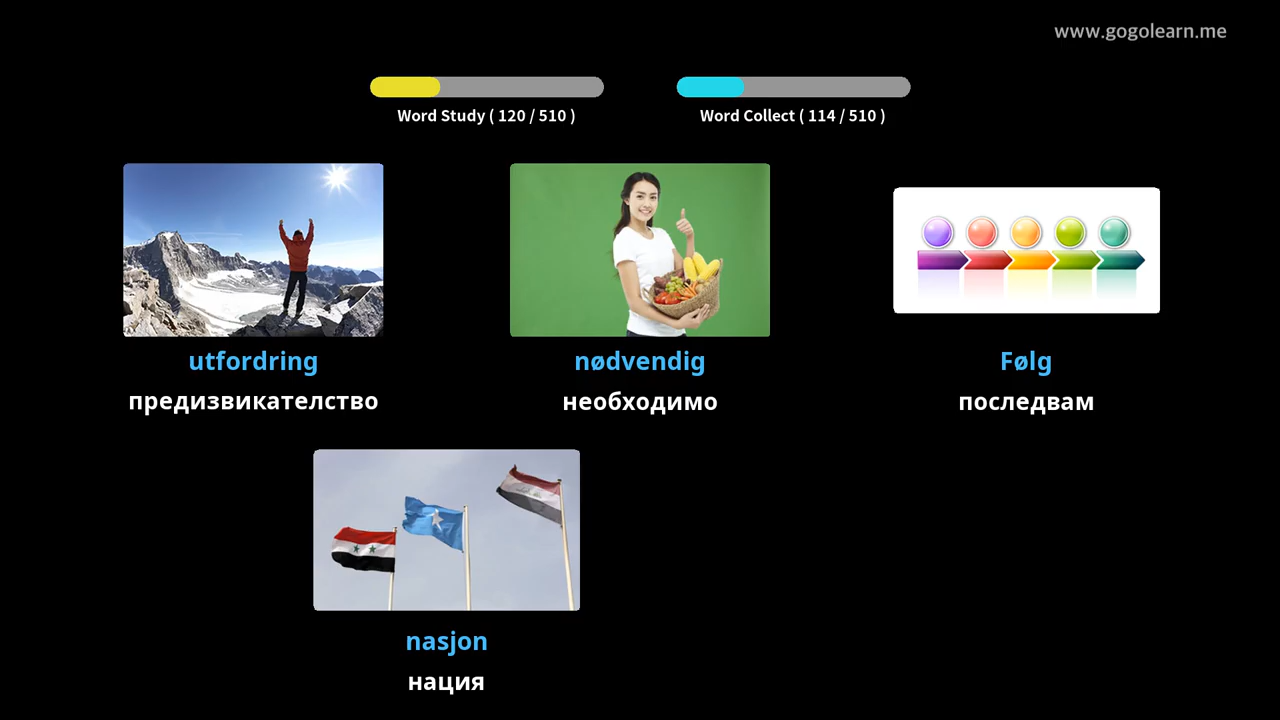 www.gogolearn.me
Word Study ( 120 / 510 )
Word Collect ( 114 / 510 )
utfordring
nødvendig
Følg
предизвикателство
необходимо
последвам
nasjon
нация